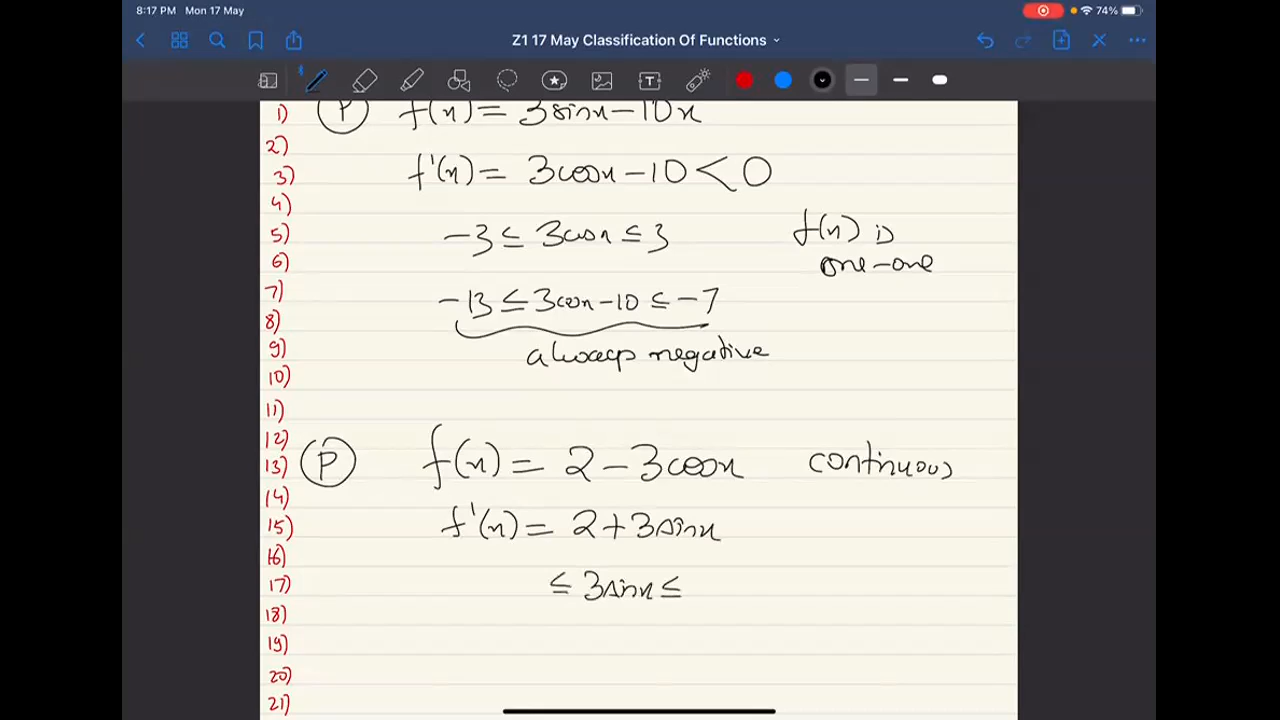 8:17 PM Mon 17 May
74%
Z1 17 May Classification Of Functions
1) P f(x) = 3sinx - 10x
2)
3) f'(x) = 3cosx - 10 < 0
4)
5) -3 ≤ 3cosx ≤ 3 f(x) is
6) one-one
7) -13 ≤ 3cosx - 10 ≤ -7
8)
9) always negative
10)
11)
12)
13) P f(x) = 2 - 3cosx continuous
14)
15) f'(x) = 2 + 3sinx
16)
17) ≤ 3sinx ≤
18)
19)
20)
21)